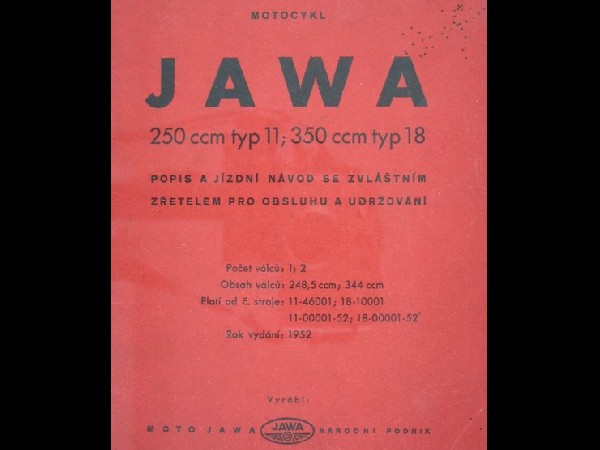 MOTOCYKL
JAWA
250 ccm typ 11; 350 ccm typ 18
POPIS A JÍZDNÍ NÁVOD SE ZVLÁŠTNÍM
ZŘETELEM PRO OBSLUHU A UDRŽOVÁNÍ
Počet válců: 1; 2
Obsah válců: 248,5 ccm; 344 ccm
Platí od č. stroje: 11-46001; 18-10001
11-00001-52; 18-00001-52
Rok vydání: 1952
Vyrábí:
MOTO JAWA JAWA NÁRODNÍ PODNIK